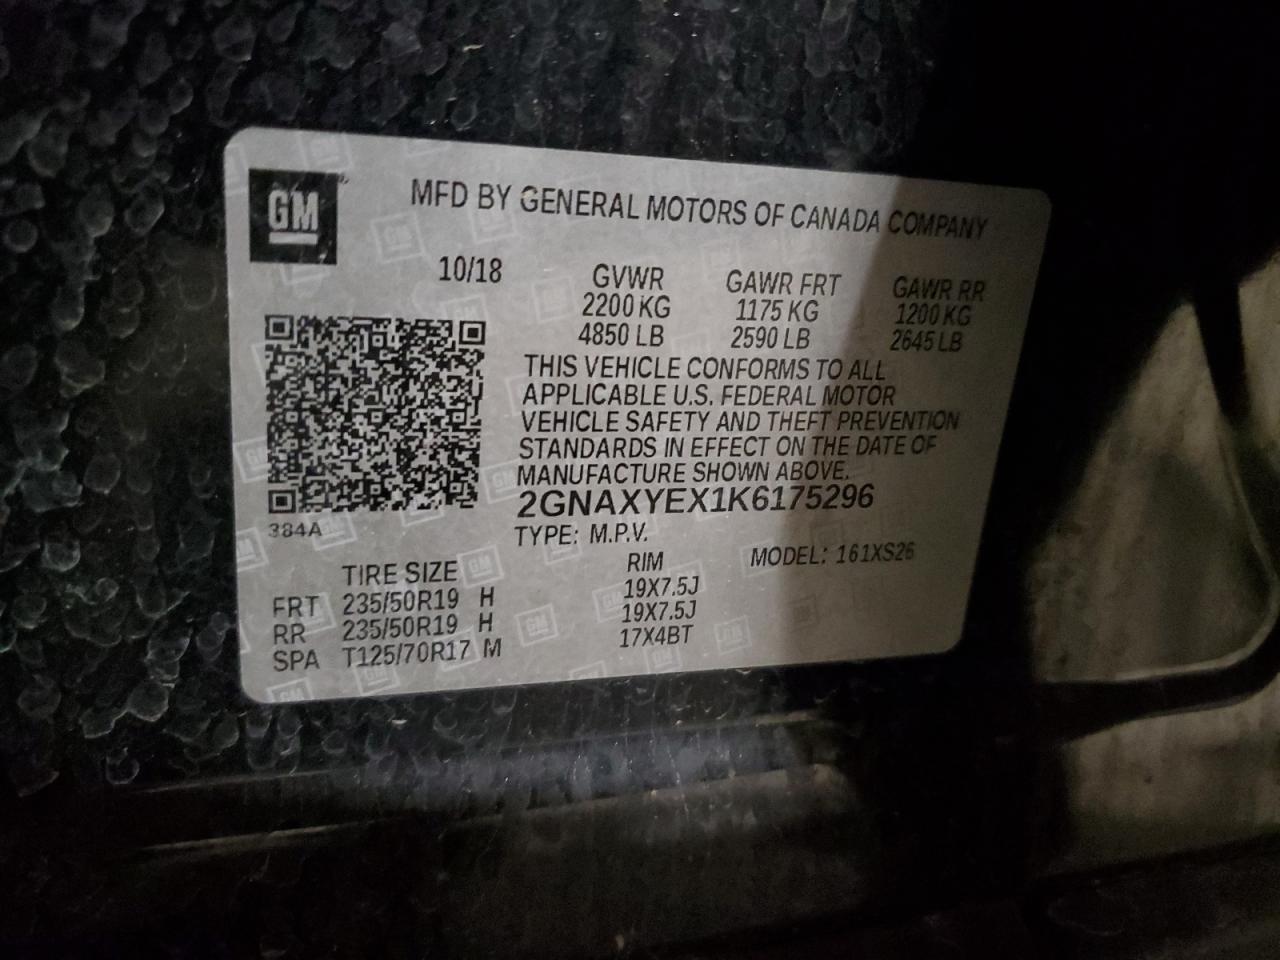 GM
MFD BY GENERAL MOTORS OF CANADA COMPANY
10/18 GVWR GAWR FRT GAWR RR
2200 KG 1175 KG 1200 KG
4850 LB 2590 LB 2645 LB
THIS VEHICLE CONFORMS TO ALL
APPLICABLE U.S. FEDERAL MOTOR
VEHICLE SAFETY AND THEFT PREVENTION
STANDARDS IN EFFECT ON THE DATE OF
MANUFACTURE SHOWN ABOVE.
2GNAXYEX1K6175296
384A
TYPE: M.P.V.
MODEL: 161XS26
TIRE SIZE RIM
FRT 235/50R19 H 19X7.5J
RR 235/50R19 H 19X7.5J
SPA T125/70R17 M 17X4BT